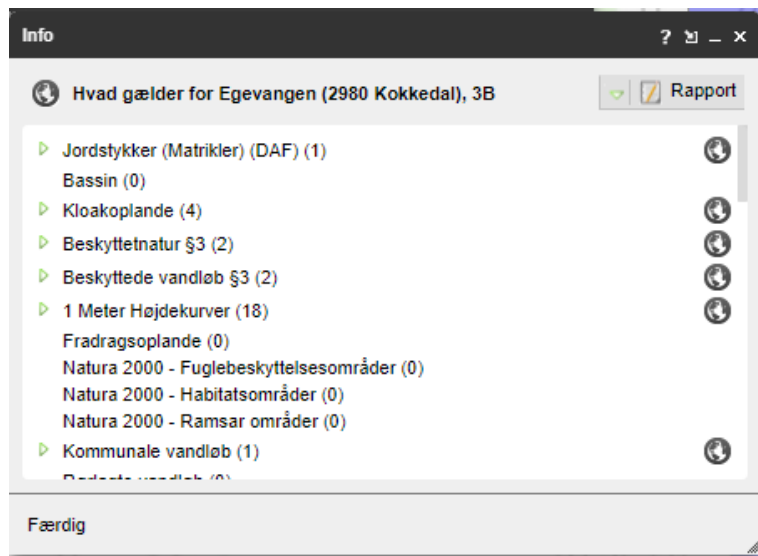 Info
?
Hvad gælder for Egevangen (2980 Kokkedal), 3B
Rapport
Jordstykker (Matrikler) (DAF) (1)
Bassin (0)
Kloakoplande (4)
Beskyttetnatur §3 (2)
Beskyttede vandløb §3 (2)
1 Meter Højdekurver (18)
Fradragsoplande (0)
Natura 2000 - Fuglebeskyttelsesområder (0)
Natura 2000 - Habitatsområder (0)
Natura 2000 - Ramsar områder (0)
Kommunale vandløb (1)
Færdig